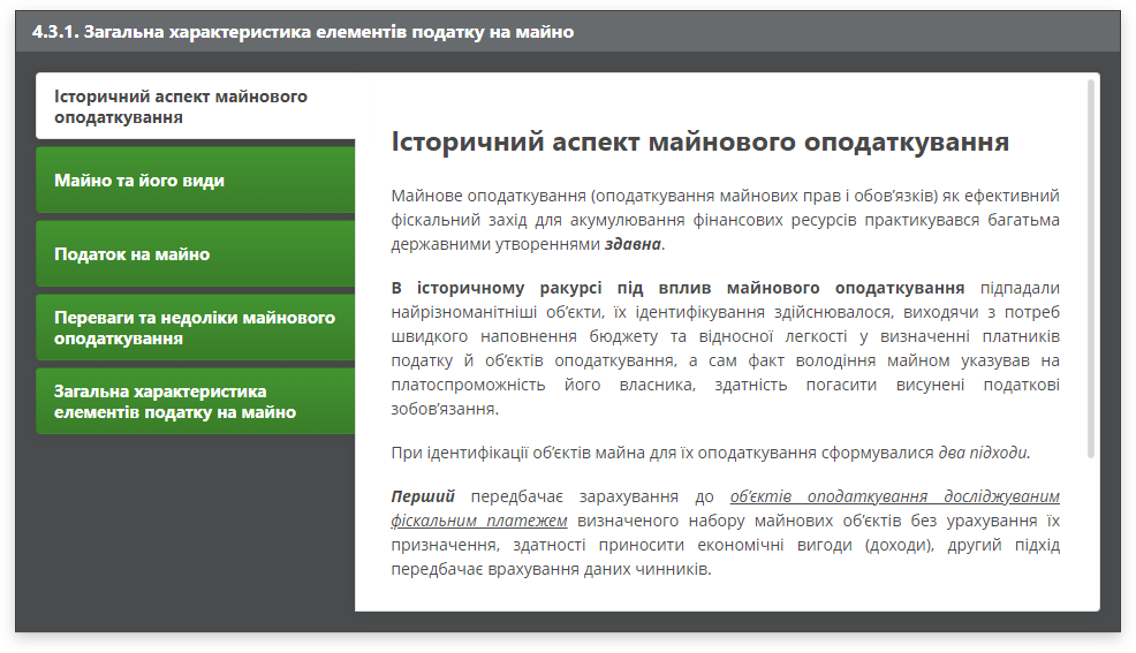 4.3.1. Загальна характеристика елементів податку на майно
Історичний аспект майнового
оподаткування
Майно та його види
Податок на майно
Переваги та недоліки майнового
оподаткування
Загальна характеристика
елементів податку на майно
Історичний аспект майнового оподаткування
Майнове оподаткування (оподаткування майнових прав і обов’язків) як ефективний
фіскальний захід для акумулювання фінансових ресурсів практикувався багатьма
державними утвореннями здавна.
В історичному ракурсі під вплив майнового оподаткування підпадали
найрізноманітніші об’єкти, їх ідентифікування здійснювалося, виходячи з потреб
швидкого наповнення бюджету та відносної легкості у визначенні платників
податку й об’єктів оподаткування, а сам факт володіння майном указував на
платоспроможність його власника, здатність погасити висунені податкові
зобов’язання.
При ідентифікації об’єктів майна для їх оподаткування сформувалися два підходи.
Перший передбачає зарахування до об’єктів оподаткування досліджуваним
фіскальним платежем визначеного набору майнових об’єктів без урахування їх
призначення, здатності приносити економічні вигоди (доходи), другий підхід
передбачає врахування даних чинників.